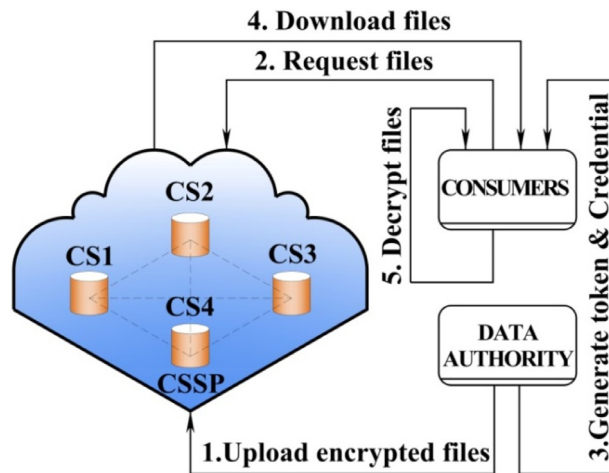 4. Download files
2. Request files
CS2
CS1
CS3
CS4
CSSP
5. Decrypt files
CONSUMERS
DATA
AUTHORITY
3.Generate token & Credential
1.Upload encrypted files